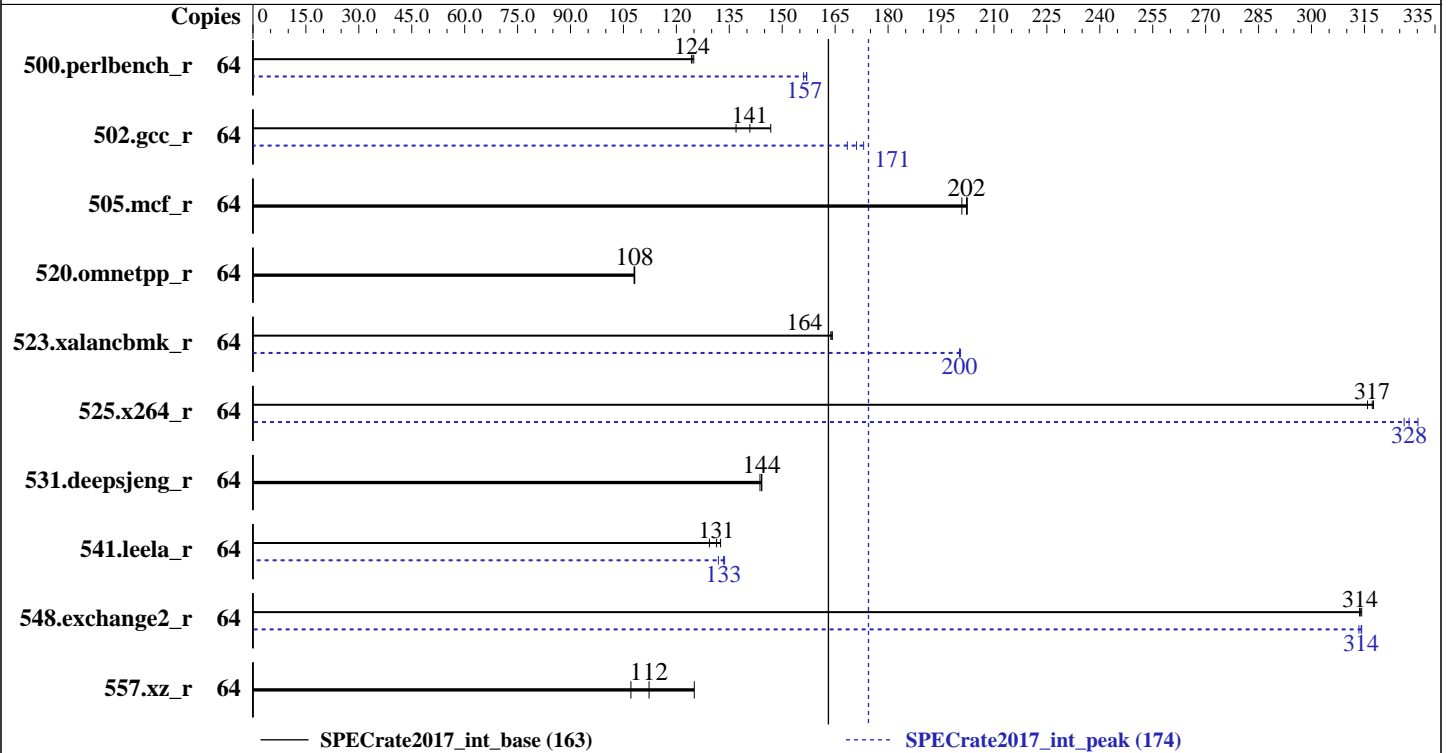 Copies 0 15.0 30.0 45.0 60.0 75.0 90.0 105 120 135 150 165 180 195 210 225 240 255 270 285 300 315 335
500.perlbench_r 64 124
157
502.gcc_r 64 141
171
505.mcf_r 64 202
520.omnetpp_r 64 108
523.xalancbmk_r 64 164
200
525.x264_r 64 317
328
531.deepsjeng_r 64 144
541.leela_r 64 131
133
548.exchange2_r 64 314
314
557.xz_r 64 112
SPECrate2017_int_base (163) SPECrate2017_int_peak (174)